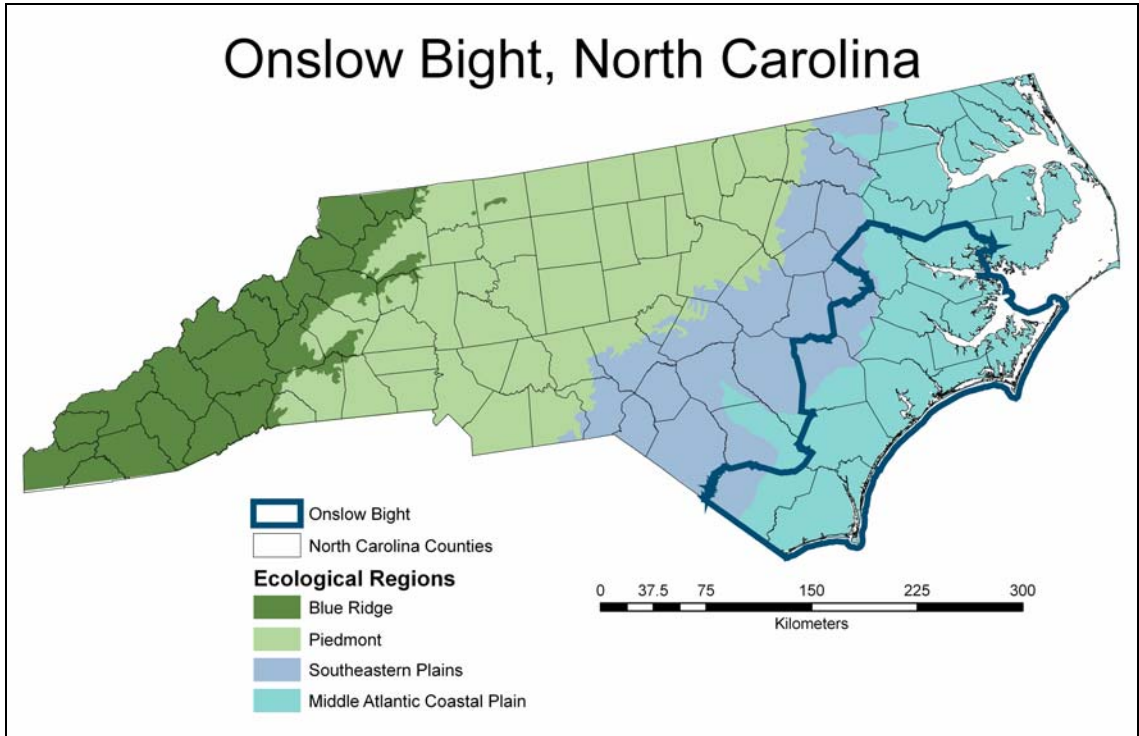 Onslow Bight, North Carolina
Onslow Bight
North Carolina Counties
Ecological Regions
Blue Ridge
Piedmont
Southeastern Plains
Middle Atlantic Coastal Plain
0 37.5 75 150 225 300
Kilometers